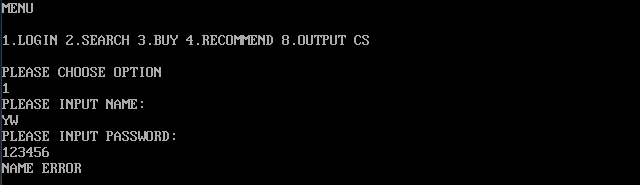 MENU
1.LOGIN 2.SEARCH 3.BUY 4.RECOMMEND 8.OUTPUT CS
PLEASE CHOOSE OPTION
1
PLEASE INPUT NAME:
YW
PLEASE INPUT PASSWORD:
123456
NAME ERROR